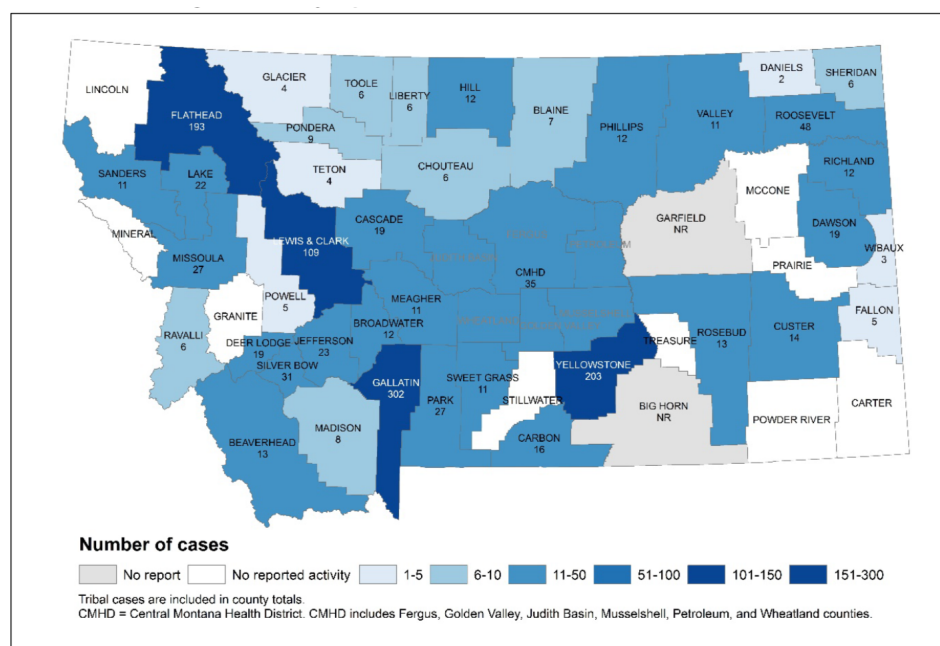 LINCOLN
FLATHEAD
193
GLACIER
4
TOOLE
6
LIBERTY
6
HILL
12
BLAINE
7
PHILLIPS
12
VALLEY
11
DANIELS
2
SHERIDAN
6
ROOSEVELT
48
PONDERA
9
TETON
4
CHOUTEAU
6
SANDERS
11
LAKE
22
RICHLAND
12
MCCONE
GARFIELD
NR
DAWSON
19
CASCADE
19
LEWIS & CLARK
109
MINERAL
MISSOULA
27
WIBAUX
3
PRAIRIE
CMHD
35
POWELL
5
GRANITE
MEAGHER
11
BROADWATER
12
FALLON
5
RAVALLI
6
DEER LODGE
19
JEFFERSON
23
SILVER BOW
31
TREASURE
ROSEBUD
13
CUSTER
14
GALLATIN
302
SWEET GRASS
11
YELLOWSTONE
203
STILLWATER
PARK
27
BIG HORN
NR
CARTER
POWDER RIVER
MADISON
8
BEAVERHEAD
13
CARBON
16
Number of cases
No report No reported activity 1-5 6-10 11-50 51-100 101-150 151-300
Tribal cases are included in county totals.
CMHD = Central Montana Health District. CMHD includes Fergus, Golden Valley, Judith Basin, Musselshell, Petroleum, and Wheatland counties.